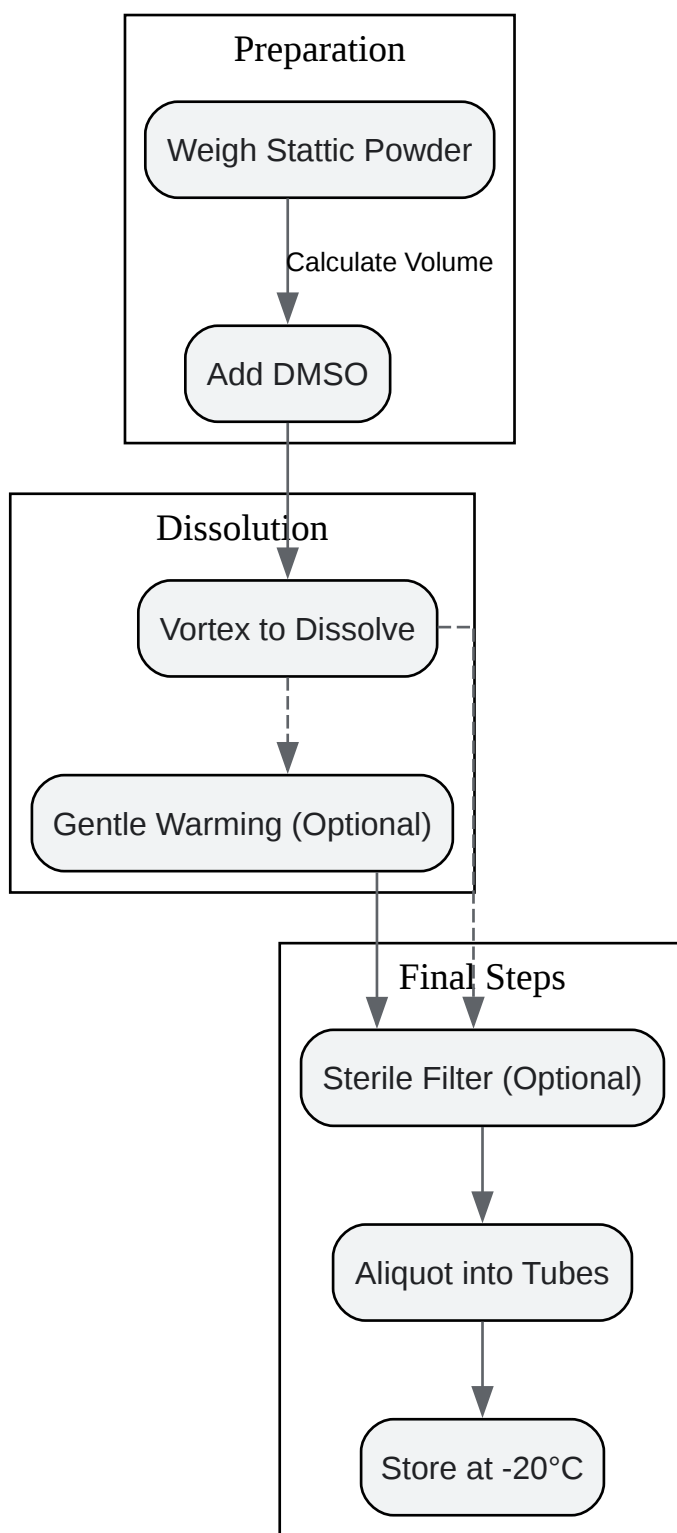 Preparation
Weigh Stattic Powder
Calculate Volume
Add DMSO
Dissolution
Vortex to Dissolve
Gentle Warming (Optional)
Final Steps
Sterile Filter (Optional)
Aliquot into Tubes
Store at -20°C